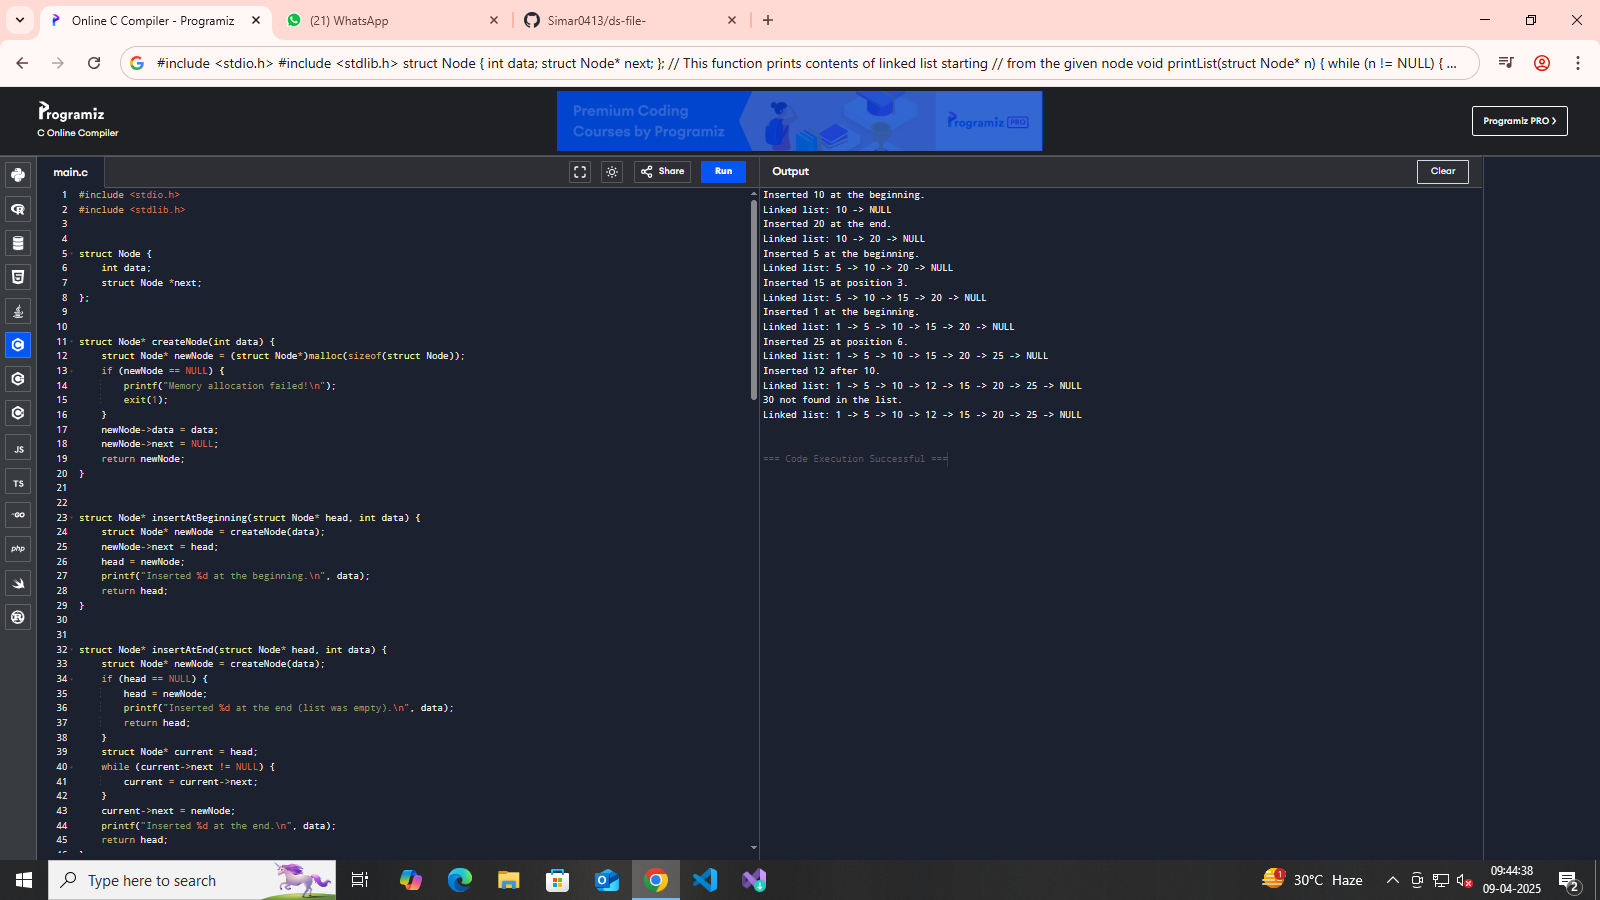 Online C Compiler - Programiz
(21) WhatsApp
Simar0413/ds-file-
#include <stdio.h> #include <stdlib.h> struct Node { int data; struct Node* next; }; // This function prints contents of linked list starting // from the given node void printList(struct Node* n) { while (n != NULL) { ...
Programiz
C Online Compiler
Premium Coding
Courses by Programiz
Programiz PRO
Programiz PRO >
main.c
Share
Run
Output
Clear
JS
TS
GO
php
1 #include <stdio.h>
2 #include <stdlib.h>
3
4
5 struct Node {
6 int data;
7 struct Node *next;
8 };
9
10
11 struct Node* createNode(int data) {
12 struct Node* newNode = (struct Node*)malloc(sizeof(struct Node));
13 if (newNode == NULL) {
14 printf("Memory allocation failed!\n");
15 exit(1);
16 }
17 newNode->data = data;
18 newNode->next = NULL;
19 return newNode;
20 }
21
22
23 struct Node* insertAtBeginning(struct Node* head, int data) {
24 struct Node* newNode = createNode(data);
25 newNode->next = head;
26 head = newNode;
27 printf("Inserted %d at the beginning.\n", data);
28 return head;
29 }
30
31
32 struct Node* insertAtEnd(struct Node* head, int data) {
33 struct Node* newNode = createNode(data);
34 if (head == NULL) {
35 head = newNode;
36 printf("Inserted %d at the end (list was empty).\n", data);
37 return head;
38 }
39 struct Node* current = head;
40 while (current->next != NULL) {
41 current = current->next;
42 }
43 current->next = newNode;
44 printf("Inserted %d at the end.\n", data);
45 return head;
Inserted 10 at the beginning.
Linked list: 10 -> NULL
Inserted 20 at the end.
Linked list: 10 -> 20 -> NULL
Inserted 5 at the beginning.
Linked list: 5 -> 10 -> 20 -> NULL
Inserted 15 at position 3.
Linked list: 5 -> 10 -> 15 -> 20 -> NULL
Inserted 1 at the beginning.
Linked list: 1 -> 5 -> 10 -> 15 -> 20 -> NULL
Inserted 25 at position 6.
Linked list: 1 -> 5 -> 10 -> 15 -> 20 -> 25 -> NULL
Inserted 12 after 10.
Linked list: 1 -> 5 -> 10 -> 12 -> 15 -> 20 -> 25 -> NULL
30 not found in the list.
Linked list: 1 -> 5 -> 10 -> 12 -> 15 -> 20 -> 25 -> NULL
=== Code Execution Successful ===
Type here to search
1
30°C Haze
09:44:38
09-04-2025
2